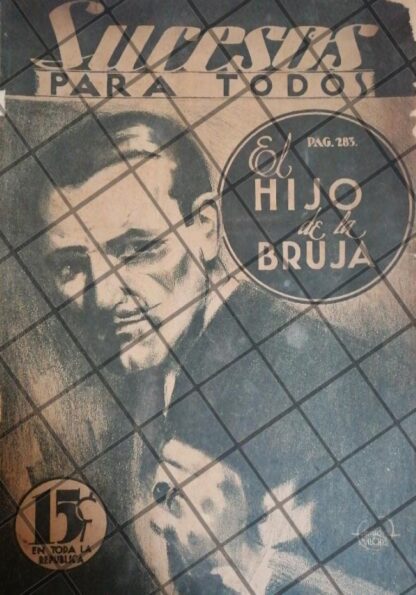 Sucesos
PARA TODOS
PAG. 283.
El
HIJO
de la
BRUJA
15¢
EN TODA LA
REPUBLICA